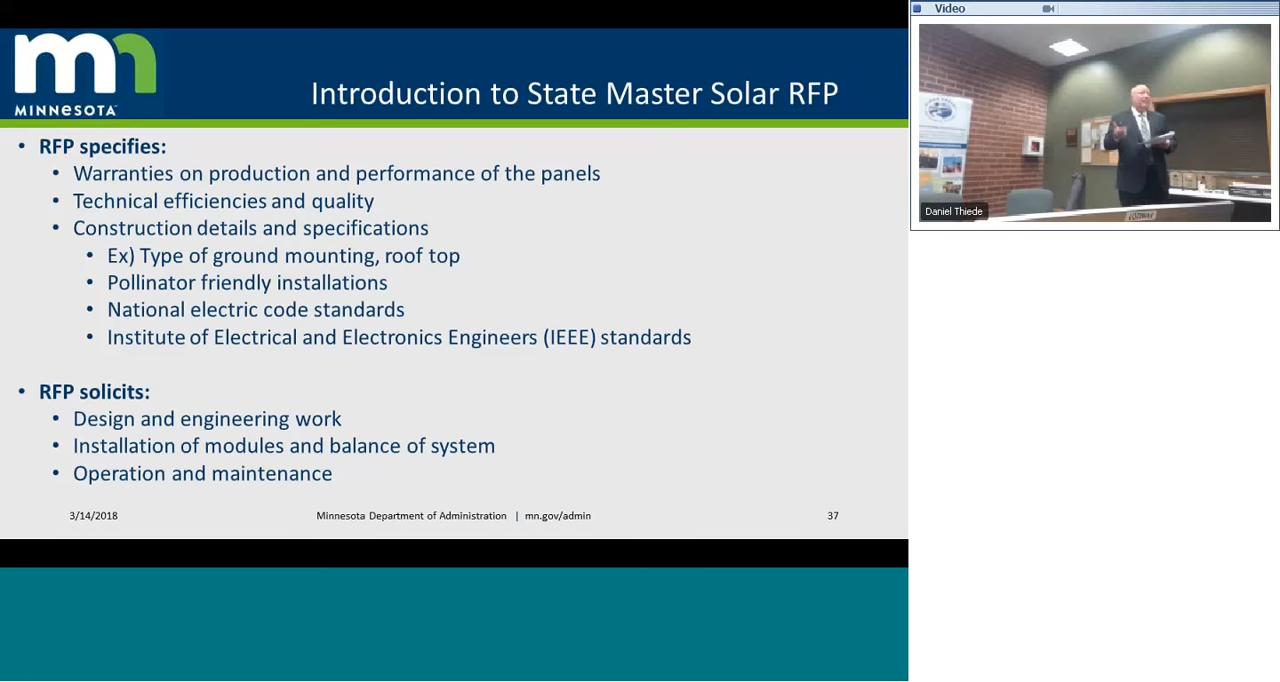 mn
MINNESOTA
Introduction to State Master Solar RFP
• RFP specifies:
• Warranties on production and performance of the panels
• Technical efficiencies and quality
• Construction details and specifications
• Ex) Type of ground mounting, roof top
• Pollinator friendly installations
• National electric code standards
• Institute of Electrical and Electronics Engineers (IEEE) standards
• RFP solicits:
• Design and engineering work
• Installation of modules and balance of system
• Operation and maintenance
3/14/2018
Minnesota Department of Administration | mn.gov/admin
37
Video
Daniel Thiede